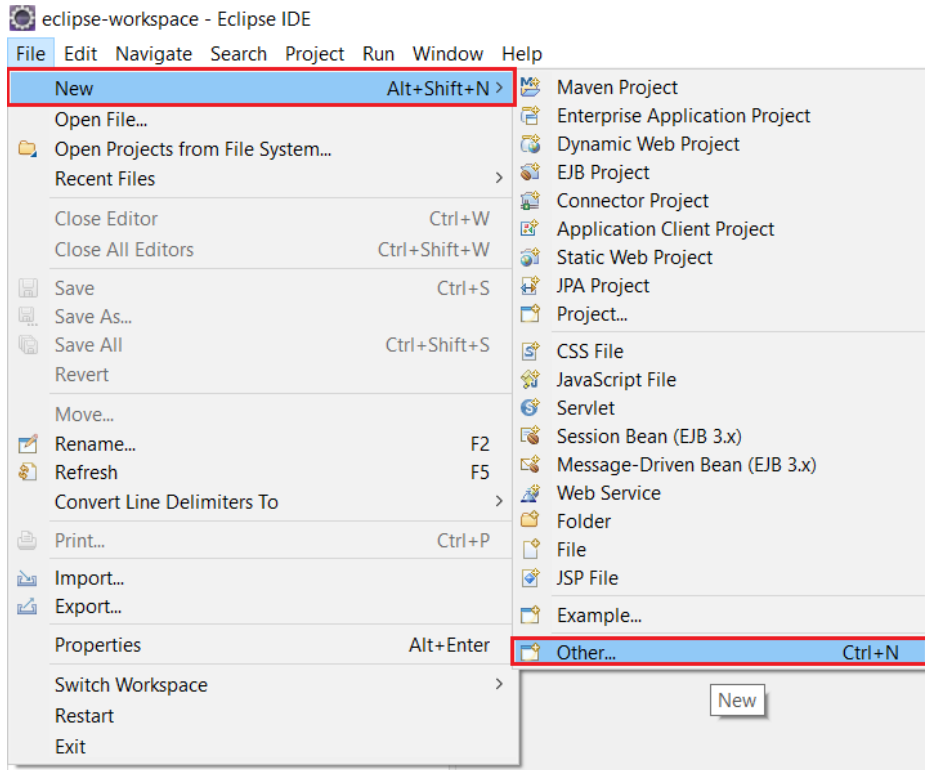 eclipse-workspace - Eclipse IDE
File Edit Navigate Search Project Run Window Help
New Alt+Shift+N >
Open File...
Open Projects from File System...
Recent Files >
Close Editor Ctrl+W
Close All Editors Ctrl+Shift+W
Save Ctrl+S
Save As...
Save All Ctrl+Shift+S
Revert
Move...
Rename... F2
Refresh F5
Convert Line Delimiters To >
Print... Ctrl+P
Import...
Export...
Properties Alt+Enter
Switch Workspace >
Restart
Exit
Maven Project
Enterprise Application Project
Dynamic Web Project
EJB Project
Connector Project
Application Client Project
Static Web Project
JPA Project
Project...
CSS File
JavaScript File
Servlet
Session Bean (EJB 3.x)
Message-Driven Bean (EJB 3.x)
Web Service
Folder
File
JSP File
Example...
Other... Ctrl+N
New